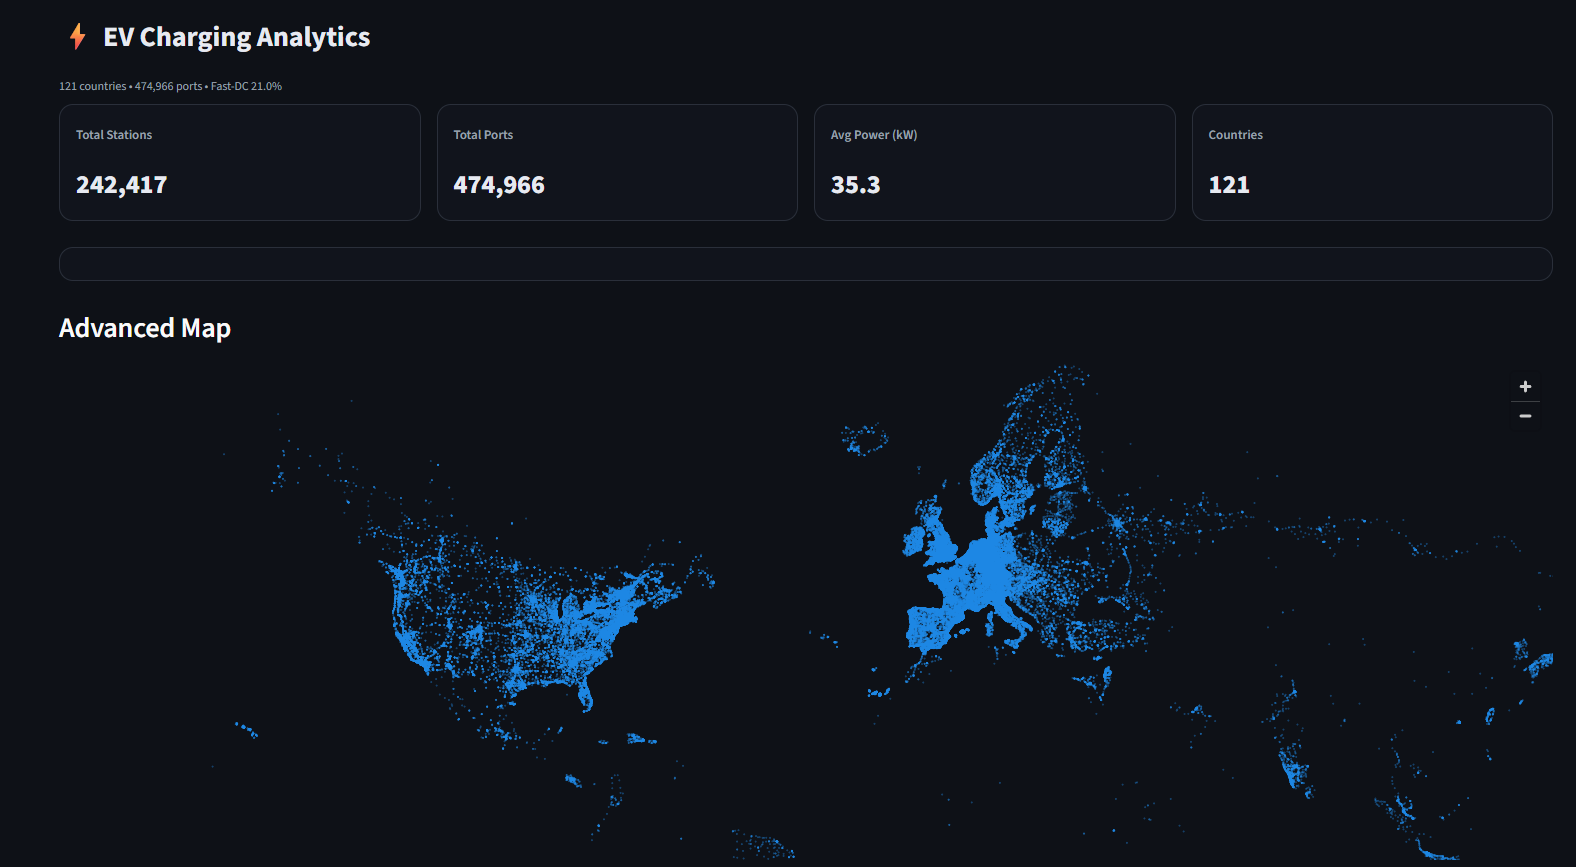 EV Charging Analytics
121 countries • 474,966 ports • Fast-DC 21.0%
Total Stations
242,417
Total Ports
474,966
Avg Power (kW)
35.3
Countries
121
Advanced Map
+
−